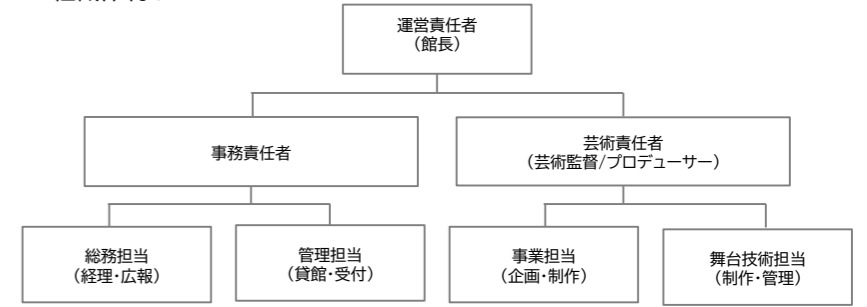 運営責任者
(館長)
事務責任者
芸術責任者
(芸術監督/プロデューサー)
総務担当
(経理・広報)
管理担当
(貸館・受付)
事業担当
(企画・制作)
舞台技術担当
(制作・管理)